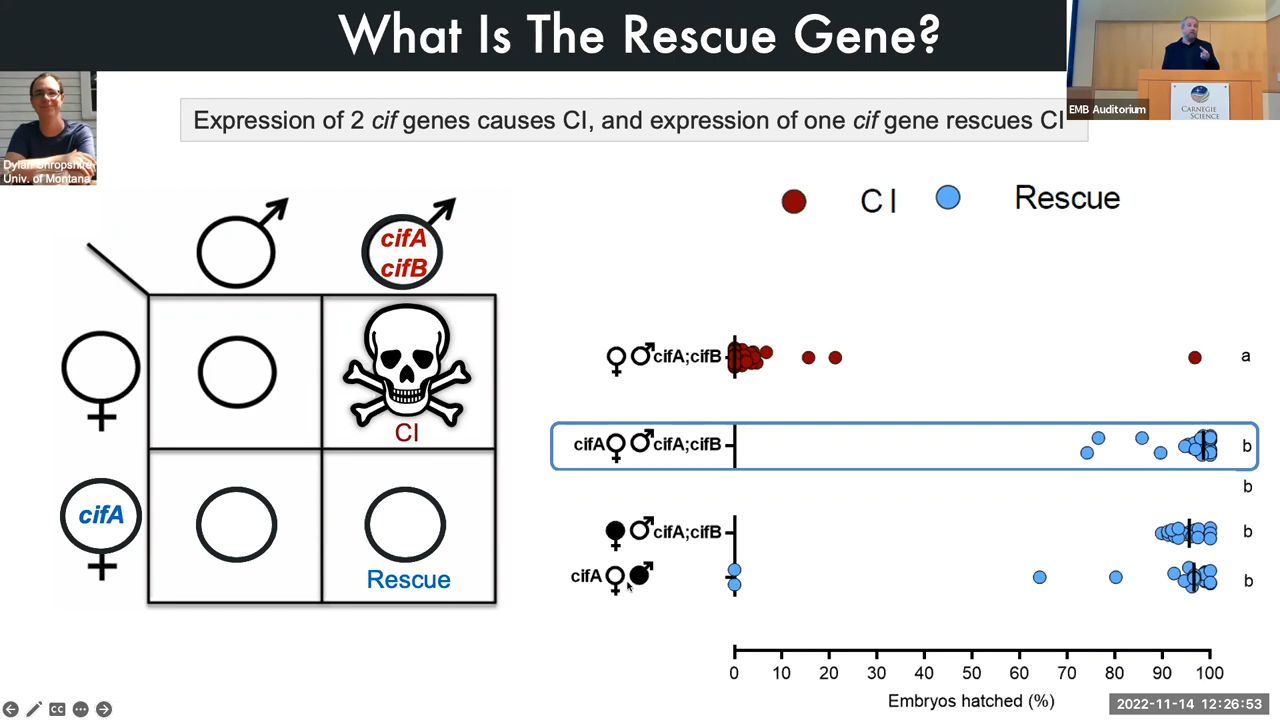 What Is The Rescue Gene?
EMB Auditorium
CARNEGIE
SCIENCE
Dylan Shropshire
Univ. of Montana
Expression of 2 cif genes causes CI, and expression of one cif gene rescues CI
CI
Rescue
cifA
cifB
CI
cifA
Rescue
cifA;cifB
a
cifA
cifA;cifB
b
b
cifA;cifB
b
cifA
b
0 10 20 30 40 50 60 70 80 90 100
Embryos hatched (%)
CC
2022-11-14 12:26:53